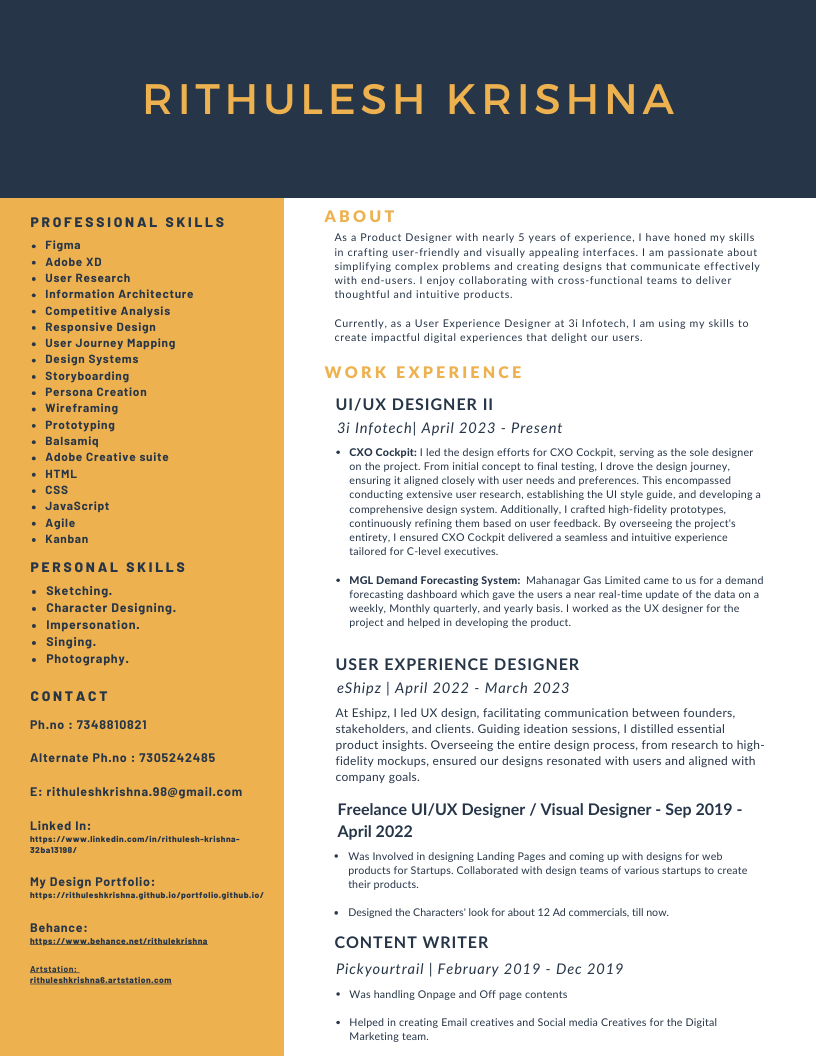 RITHULESH KRISHNA
PROFESSIONAL SKILLS
• Figma
• Adobe XD
• User Research
• Information Architecture
• Competitive Analysis
• Responsive Design
• User Journey Mapping
• Design Systems
• Storyboarding
• Persona Creation
• Wireframing
• Prototyping
• Balsamiq
• Adobe Creative suite
• HTML
• CSS
• JavaScript
• Agile
• Kanban
PERSONAL SKILLS
• Sketching.
• Character Designing.
• Impersonation.
• Singing.
• Photography.
CONTACT
Ph.no : 7348810821
Alternate Ph.no : 7305242485
E: rithuleshkrishna.98@gmail.com
Linked In:
https://www.linkedin.com/in/rithulesh-krishna-
32ba13198/
My Design Portfolio:
https://rithuleshkrishna.github.io/portfolio.github.io/
Behance:
https://www.behance.net/rithulekrishna
Artstation:
rithuleshkrishna6.artstation.com
ABOUT
As a Product Designer with nearly 5 years of experience, I have honed my skills
in crafting user-friendly and visually appealing interfaces. I am passionate about
simplifying complex problems and creating designs that communicate effectively
with end-users. I enjoy collaborating with cross-functional teams to deliver
thoughtful and intuitive products.
Currently, as a User Experience Designer at 3i Infotech, I am using my skills to
create impactful digital experiences that delight our users.
WORK EXPERIENCE
UI/UX DESIGNER II
3i Infotech| April 2023 - Present
• CXO Cockpit: I led the design efforts for CXO Cockpit, serving as the sole designer
on the project. From initial concept to final testing, I drove the design journey,
ensuring it aligned closely with user needs and preferences. This encompassed
conducting extensive user research, establishing the UI style guide, and developing a
comprehensive design system. Additionally, I crafted high-fidelity prototypes,
continuously refining them based on user feedback. By overseeing the project's
entirety, I ensured CXO Cockpit delivered a seamless and intuitive experience
tailored for C-level executives.
• MGL Demand Forecasting System: Mahanagar Gas Limited came to us for a demand
forecasting dashboard which gave the users a near real-time update of the data on a
weekly, Monthly quarterly, and yearly basis. I worked as the UX designer for the
project and helped in developing the product.
USER EXPERIENCE DESIGNER
eShipz | April 2022 - March 2023
At Eshipz, I led UX design, facilitating communication between founders,
stakeholders, and clients. Guiding ideation sessions, I distilled essential
product insights. Overseeing the entire design process, from research to high-
fidelity mockups, ensured our designs resonated with users and aligned with
company goals.
Freelance UI/UX Designer / Visual Designer - Sep 2019 -
April 2022
• Was Involved in designing Landing Pages and coming up with designs for web
products for Startups. Collaborated with design teams of various startups to create
their products.
• Designed the Characters' look for about 12 Ad commercials, till now.
CONTENT WRITER
Pickyourtrail | February 2019 - Dec 2019
• Was handling Onpage and Off page contents
• Helped in creating Email creatives and Social media Creatives for the Digital
Marketing team.